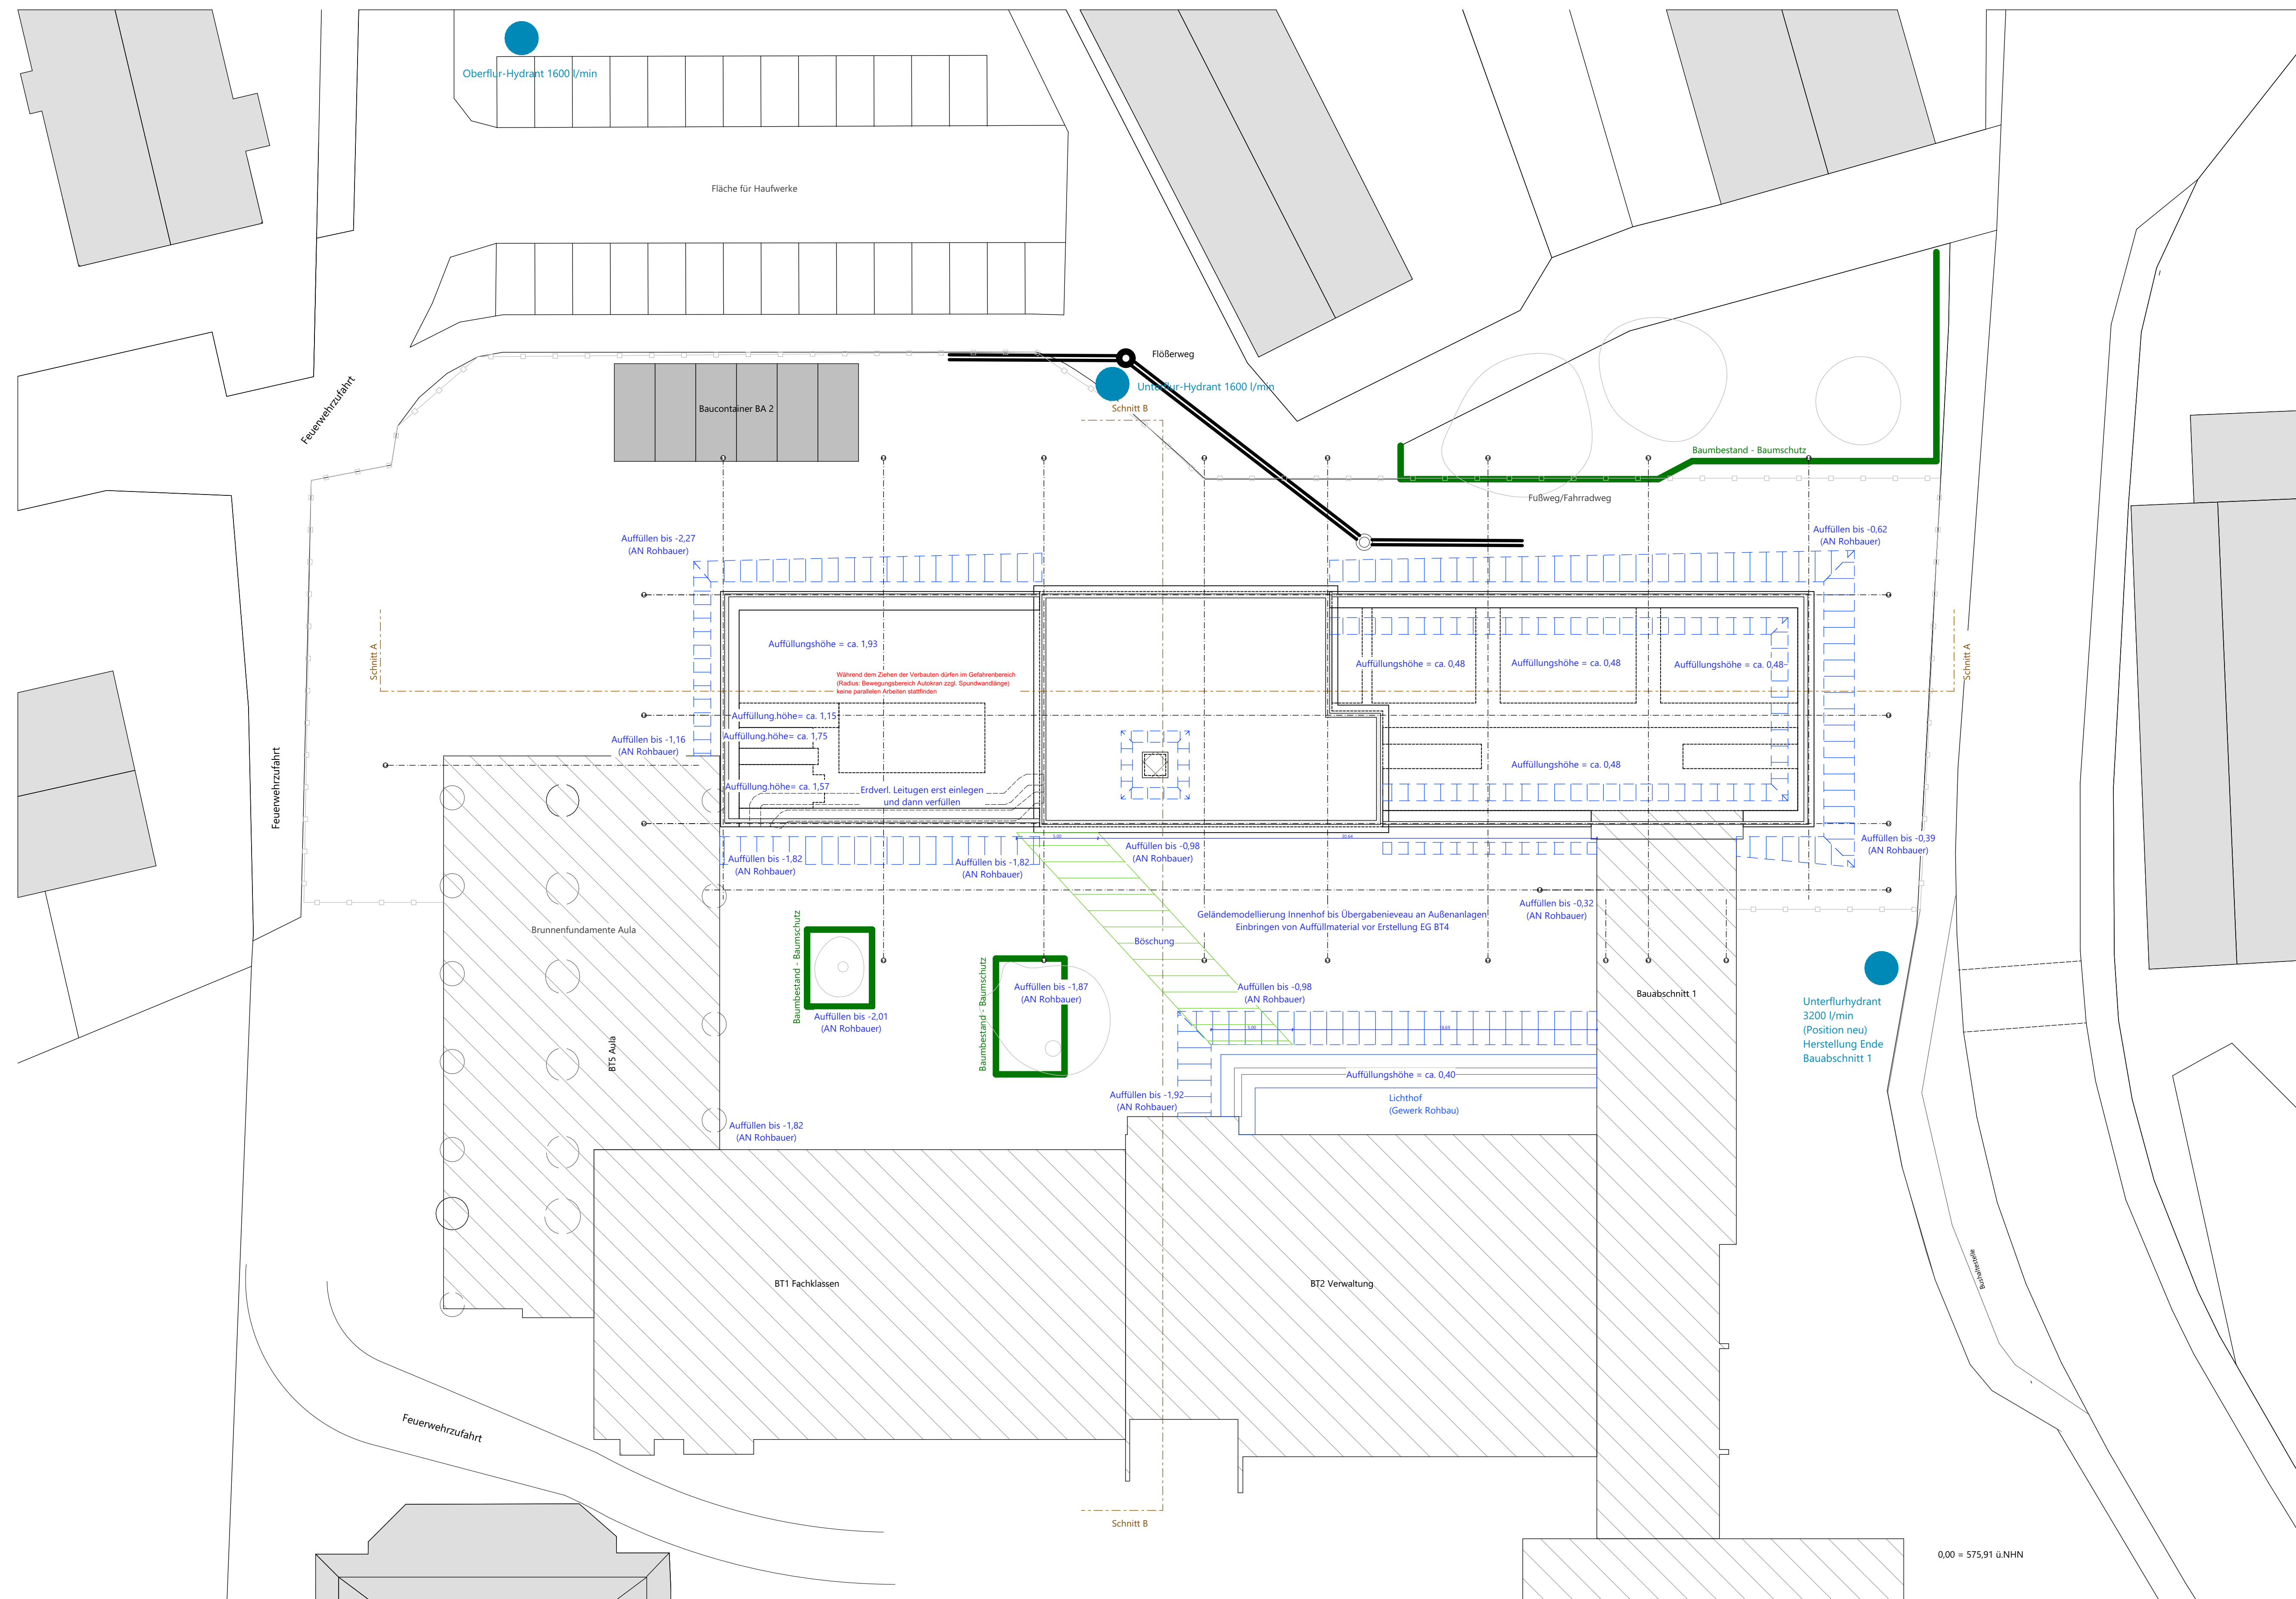 Oberflur-Hydrant 1600 l/min
Fläche für Haufwerke
Flößerweg
Unterflur-Hydrant 1600 l/min
Schnitt B
Baucontainer BA 2
Feuerwehrzufahrt
Baumbestand - Baumschutz
Fußweg/Fahrradweg
Auffüllen bis -2,27
(AN Rohbauer)
Auffüllen bis -0,62
(AN Rohbauer)
Schnitt A
Schnitt A
Auffüllungshöhe = ca. 1,93
Während dem Ziehen der Verbauten dürfen im Gefahrenbereich
(Radius: Bewegungsbereich Autokran zzgl. Spundwandlänge)
keine parallelen Arbeiten stattfinden
Auffüllungshöhe = ca. 0,48
Auffüllungshöhe = ca. 0,48
Auffüllungshöhe = ca. 0,48
Auffüllung.höhe= ca. 1,15
Auffüllung.höhe= ca. 1,75
Auffüllen bis -1,16
(AN Rohbauer)
Auffüllung.höhe= ca. 1,57
Erdverl. Leitugen erst einlegen
und dann verfüllen
Auffüllungshöhe = ca. 0,48
Feuerwehrzufahrt
5,00
Auffüllen bis -1,82
(AN Rohbauer)
Auffüllen bis -1,82
(AN Rohbauer)
Auffüllen bis -0,98
(AN Rohbauer)
Auffüllen bis -0,39
(AN Rohbauer)
Auffüllen bis -0,32
(AN Rohbauer)
Geländemodellierung Innenhof bis Übergabenieveau an Außenanlagen
Einbringen von Auffüllmaterial vor Erstellung EG BT4
Brunnenfundamente Aula
Böschung
Baumbestand - Baumschutz
Baumbestand - Baumschutz
Auffüllen bis -1,87
(AN Rohbauer)
Auffüllen bis -0,98
(AN Rohbauer)
Bauabschnitt 1
Auffüllen bis -2,01
(AN Rohbauer)
5,00
Unterflurhydrant
3200 l/min
(Position neu)
Herstellung Ende
Bauabschnitt 1
BT5 Aula
Auffüllungshöhe = ca. 0,40
Auffüllen bis -1,92
(AN Rohbauer)
Lichthof
(Gewerk Rohbau)
Auffüllen bis -1,82
(AN Rohbauer)
BT1 Fachklassen
BT2 Verwaltung
Bushaltestelle
Feuerwehrzufahrt
Schnitt B
0,00 = 575,91 ü.NHN